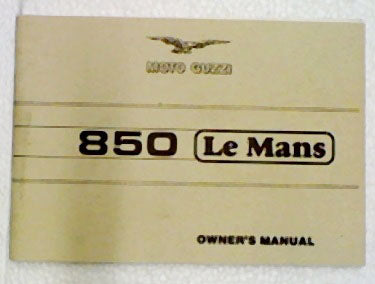 MOTO GUZZI
850 Le Mans
OWNER'S MANUAL